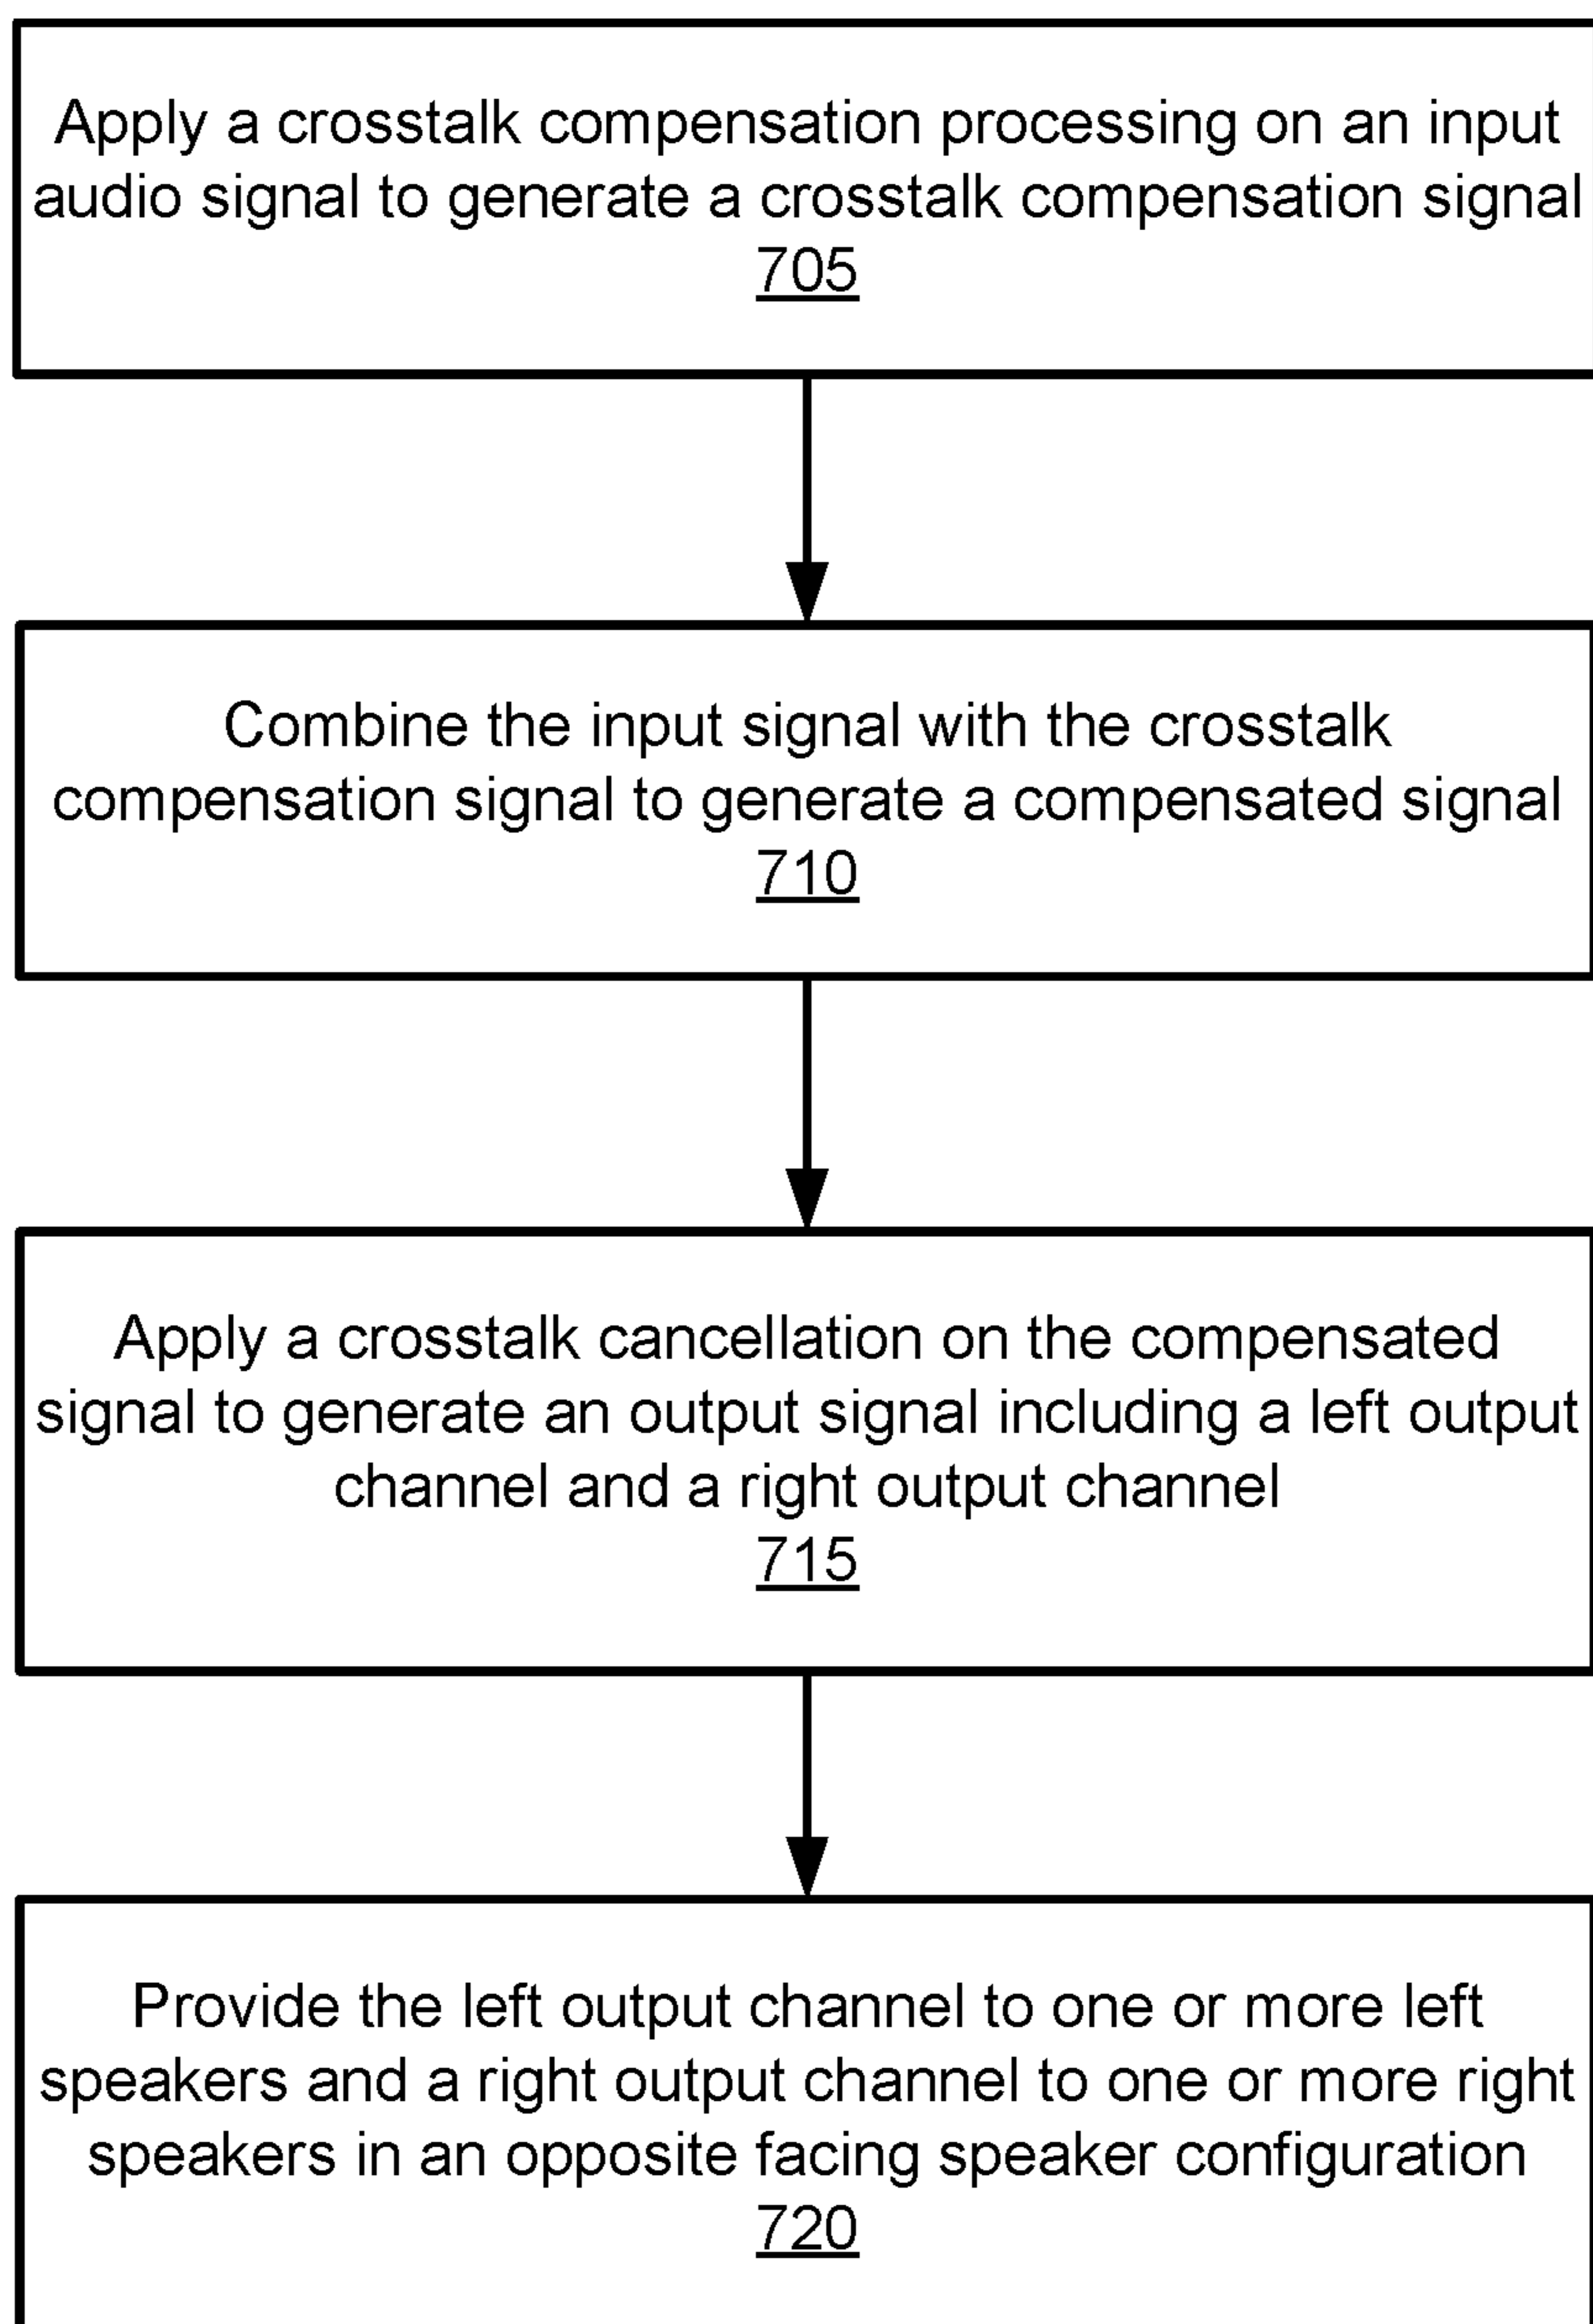 Apply a crosstalk compensation processing on an input
audio signal to generate a crosstalk compensation signal
705
Combine the input signal with the crosstalk
compensation signal to generate a compensated signal
710
Apply a crosstalk cancellation on the compensated
signal to generate an output signal including a left output
channel and a right output channel
715
Provide the left output channel to one or more left
speakers and a right output channel to one or more right
speakers in an opposite facing speaker configuration
720